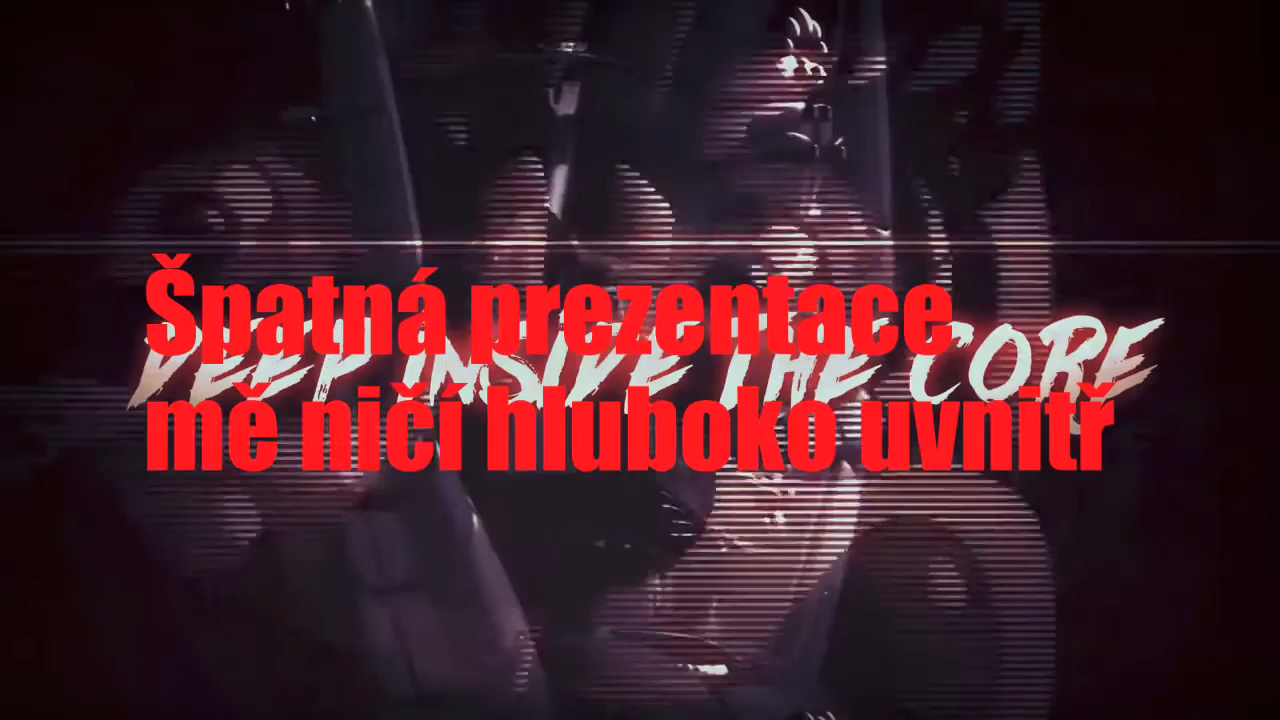 Špatná prezentace
DEEP INSIDE THE CORE
mě ničí hluboko uvnitř